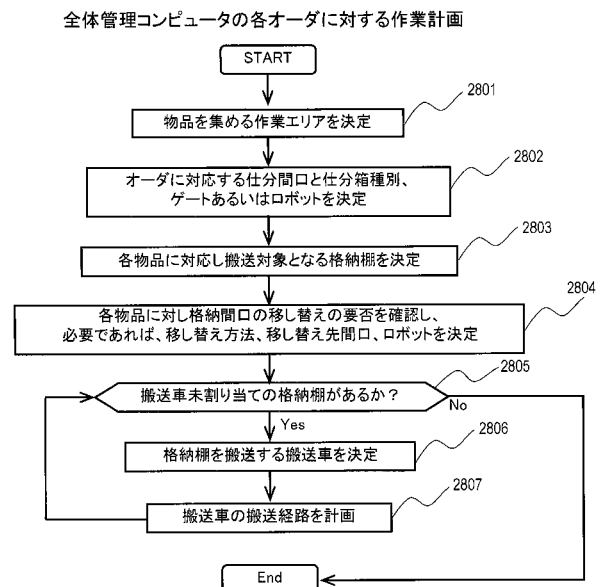 全体管理コンピュータの各オーダに対する作業計画
START
2801
物品を集める作業エリアを決定
2802
オーダに対応する仕分間口と仕分箱種別、
ゲートあるいはロボットを決定
2803
各物品に対応し搬送対象となる格納棚を決定
2804
各物品に対し格納間口の移し替えの要否を確認し、
必要であれば、移し替え方法、移し替え先間口、ロボットを決定
2805
搬送車未割り当ての格納棚があるか？
No
Yes
2806
格納棚を搬送する搬送車を決定
2807
搬送車の搬送経路を計画
End